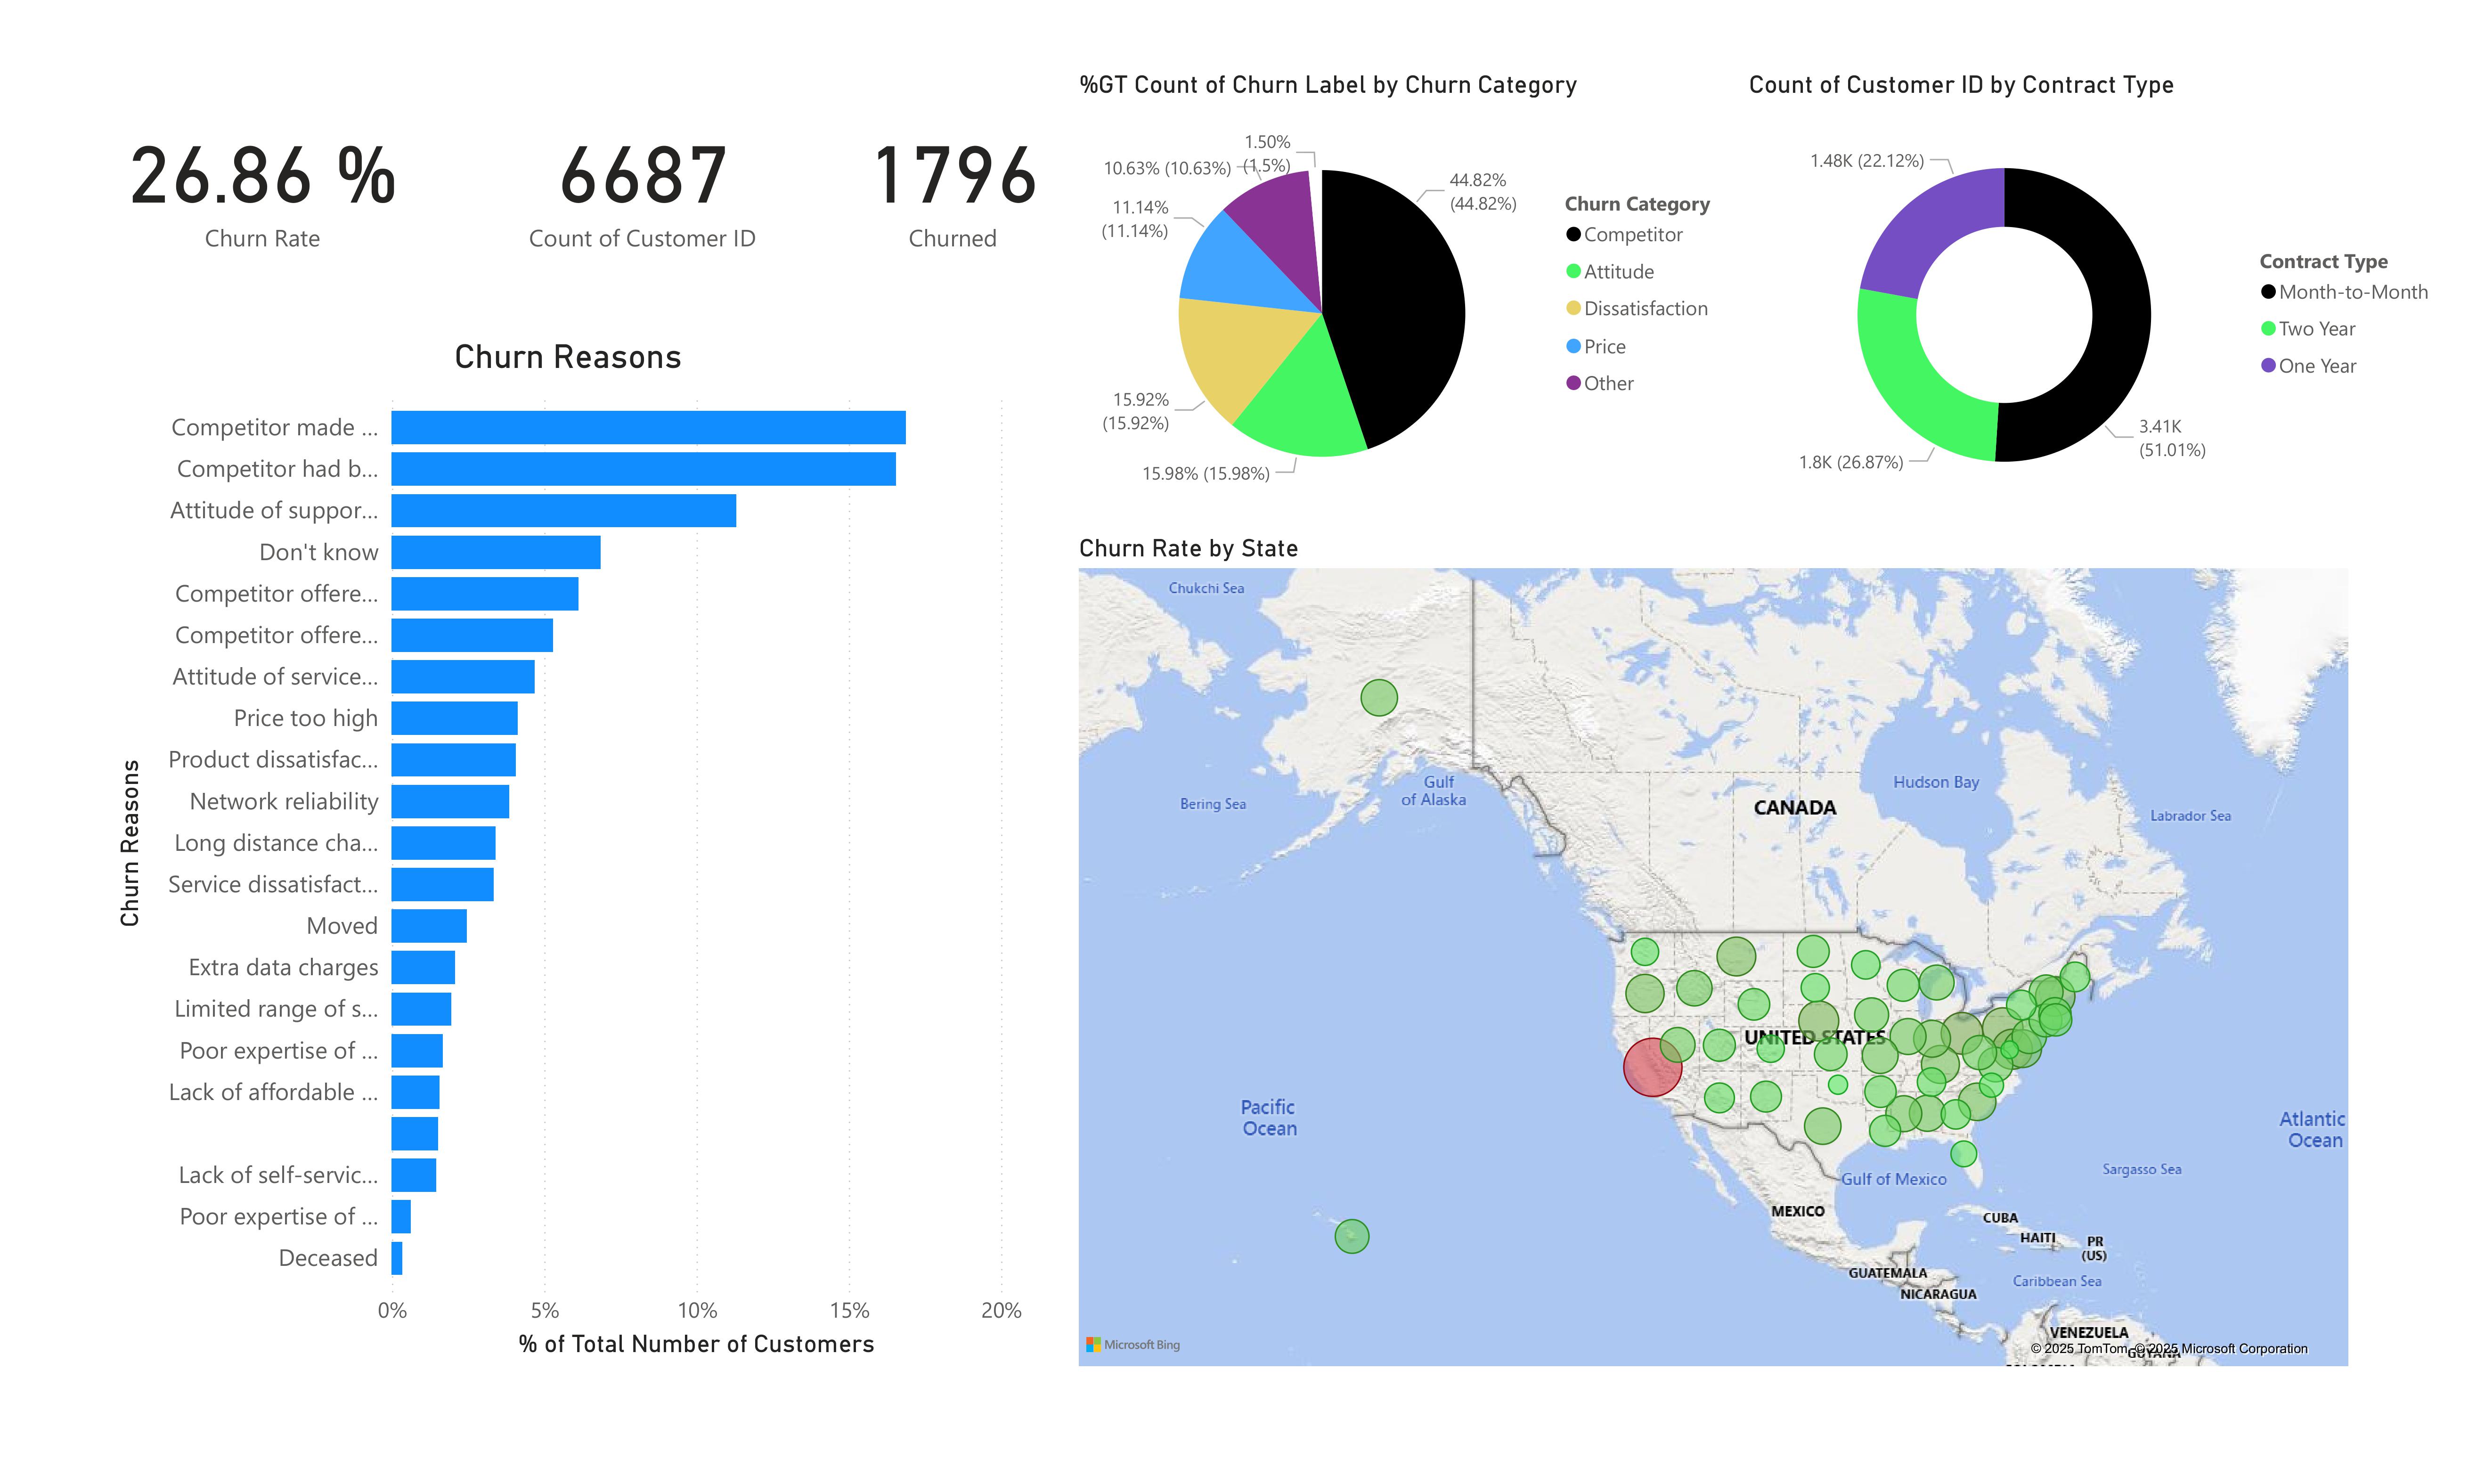 26.86 %
Churn Rate
6687
Count of Customer ID
1796
Churned
%GT Count of Churn Label by Churn Category
1.50%
(1.5%)
10.63% (10.63%)
11.14%
(11.14%)
15.92%
(15.92%)
15.98% (15.98%)
44.82%
(44.82%)
Churn Category
Competitor
Attitude
Dissatisfaction
Price
Other
Count of Customer ID by Contract Type
1.48K (22.12%)
1.8K (26.87%)
3.41K
(51.01%)
Contract Type
Month-to-Month
Two Year
One Year
Churn Reasons
Churn Reasons
Competitor made ...
Competitor had b...
Attitude of suppor...
Don't know
Competitor offere...
Competitor offere...
Attitude of service...
Price too high
Product dissatisfac...
Network reliability
Long distance cha...
Service dissatisfact...
Moved
Extra data charges
Limited range of s...
Poor expertise of ...
Lack of affordable ...
Lack of self-servic...
Poor expertise of ...
Deceased
0%
5%
10%
15%
20%
% of Total Number of Customers
Churn Rate by State
Chukchi Sea
Bering Sea
Gulf
of Alaska
CANADA
Hudson Bay
Labrador Sea
UNITED STATES
Pacific
Ocean
Atlantic
Ocean
Sargasso Sea
Gulf of Mexico
MEXICO
CUBA
HAITI
PR
(US)
GUATEMALA
Caribbean Sea
NICARAGUA
VENEZUELA
GUYANA
Microsoft Bing
© 2025 TomTom, © 2025 Microsoft Corporation